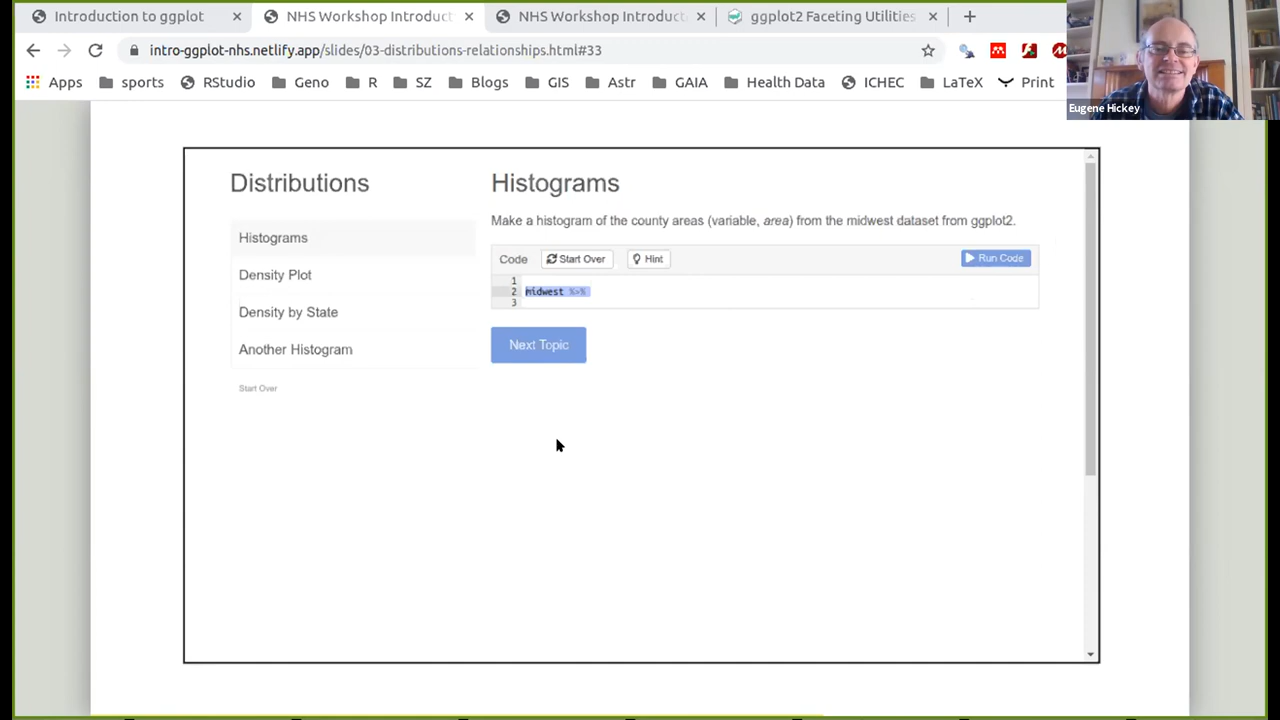 Introduction to ggplot
NHS Workshop Introduct
NHS Workshop Introduct
ggplot2 Faceting Utilities
intro-ggplot-nhs.netlify.app/slides/03-distributions-relationships.html#33
Apps sports RStudio Geno R SZ Blogs GIS Astr GAIA Health Data ICHEC LaTeX Print
Eugene Hickey
Distributions
Histograms
Density Plot
Density by State
Another Histogram
Start Over
Histograms
Make a histogram of the county areas (variable, area) from the midwest dataset from ggplot2.
Code Start Over Hint Run Code
1
2 midwest %>%
3
Next Topic